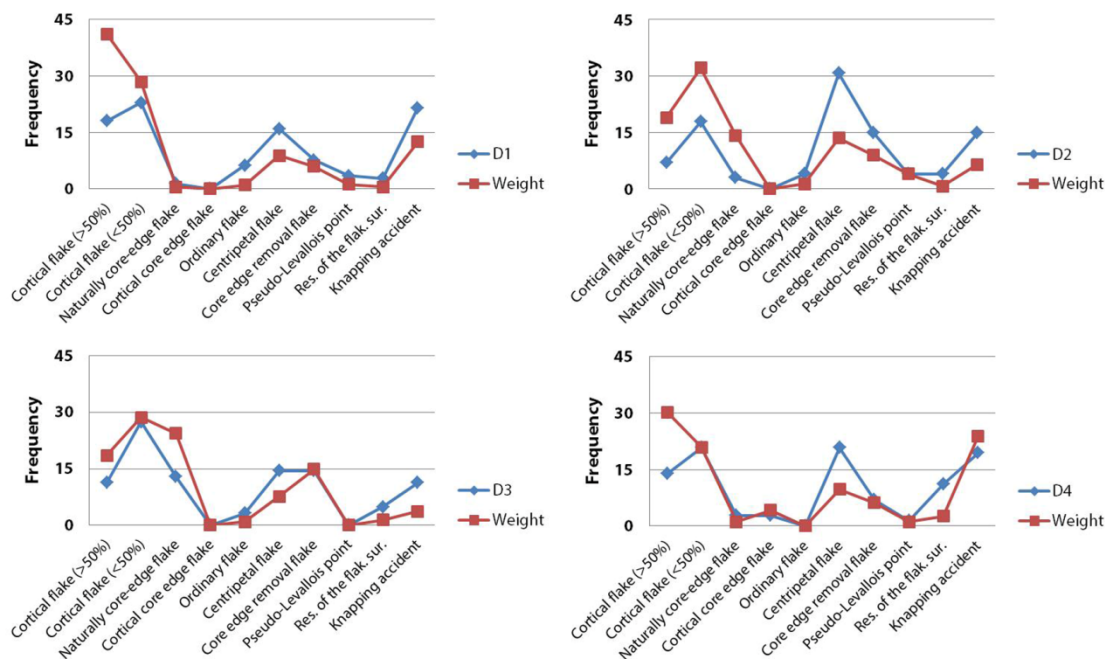 45
30
15
0
Frequency
D1
Weight
Cortical flake (>50%)
Cortical flake (<50%)
Naturally core-edge flake
Cortical core edge flake
Ordinary flake
Centripetal flake
Core edge removal flake
Pseudo-Levallois point
Res. of the flak. sur.
Knapping accident
45
30
15
0
Frequency
D2
Weight
Cortical flake (>50%)
Cortical flake (<50%)
Naturally core-edge flake
Cortical core edge flake
Ordinary flake
Centripetal flake
Core edge removal flake
Pseudo-Levallois point
Res. of the flak. sur.
Knapping accident
45
30
15
0
Frequency
D3
Weight
Cortical flake (>50%)
Cortical flake (<50%)
Naturally core-edge flake
Cortical core edge flake
Ordinary flake
Centripetal flake
Core edge removal flake
Pseudo-Levallois point
Res. of the flak. sur.
Knapping accident
45
30
15
0
Frequency
D4
Weight
Cortical flake (>50%)
Cortical flake (<50%)
Naturally core-edge flake
Cortical core edge flake
Ordinary flake
Centripetal flake
Core edge removal flake
Pseudo-Levallois point
Res. of the flak. sur.
Knapping accident